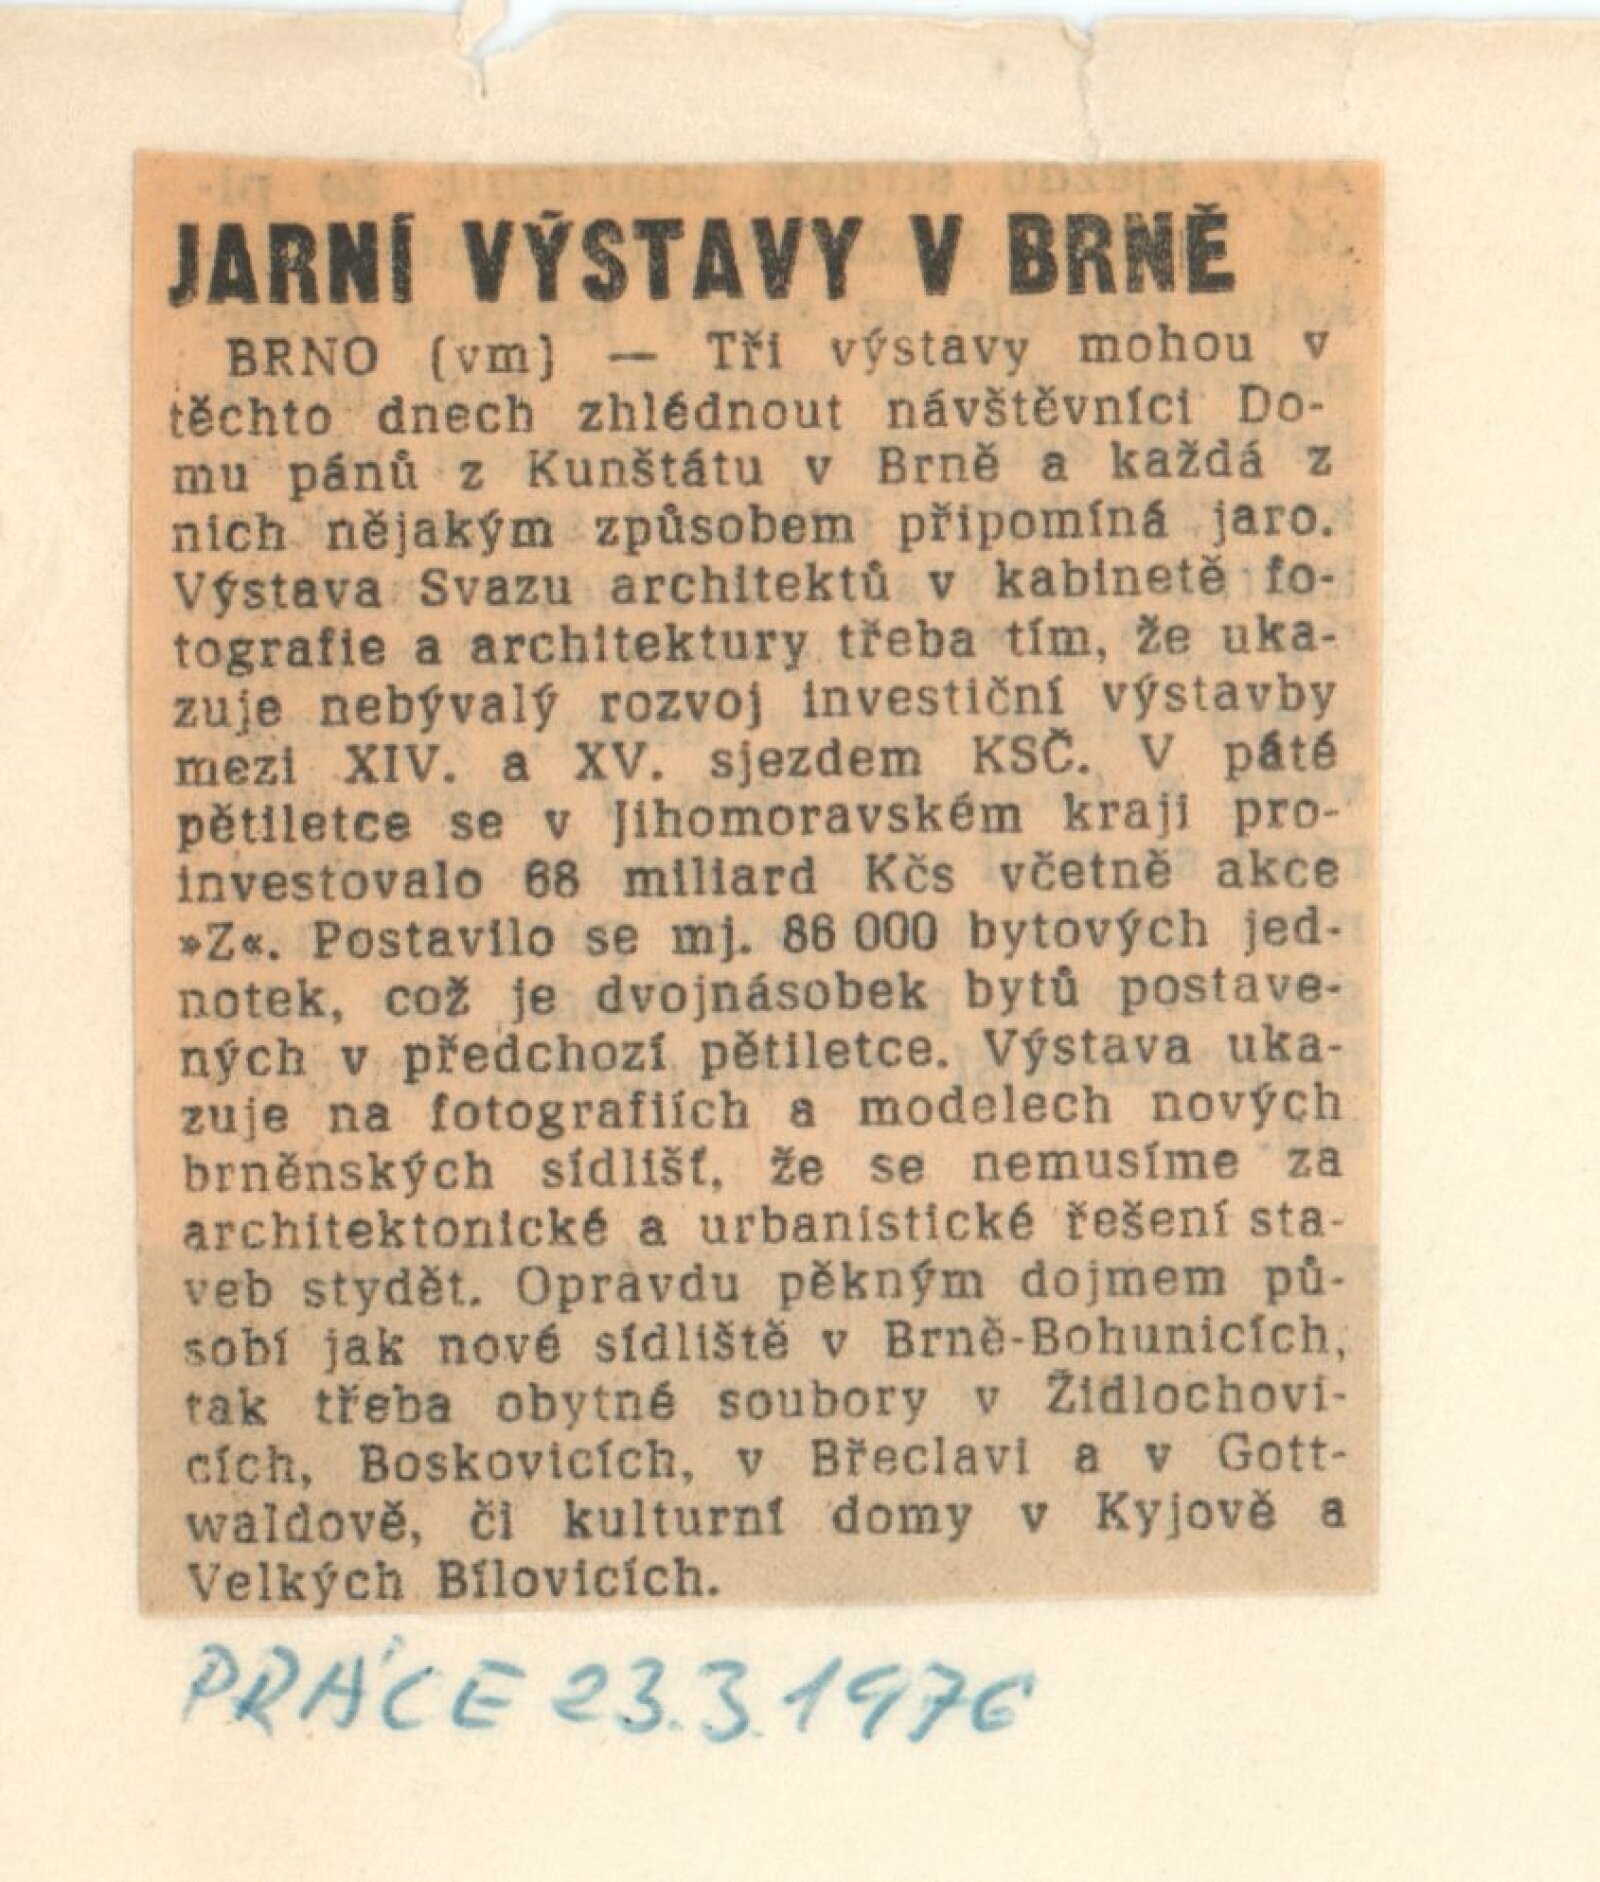 JARNÍ VÝSTAVY V BRNĚ
BRNO (vm) — Tři výstavy mohou v
těchto dnech zhlédnout návštěvníci Do-
mu pánů z Kunštátu v Brně a každá z
nich nějakým způsobem připomíná jaro.
Výstava Svazu architektů v kabinetě fo-
tografie a architektury třeba tím, že uka-
zuje nebývalý rozvoj investiční výstavby
mezi XIV. a XV. sjezdem KSČ. V páté
pětiletce se v Jihomoravském kraji pro-
investovalo 68 miliard Kčs včetně akce
»Z«. Postavilo se mj. 86 000 bytových jed-
notek, což je dvojnásobek bytů postave-
ných v předchozí pětiletce. Výstava uka-
zuje na fotografiích a modelech nových
brněnských sídlišť, že se nemusíme za
architektonické a urbanistické řešení sta-
veb stydět. Opravdu pěkným dojmem pů-
sobí jak nové sídliště v Brně-Bohunicích,
tak třeba obytné soubory v Židlochovi-
cích, Boskovicích, v Břeclavi a v Gott-
waldově, či kulturní domy v Kyjově a
Velkých Bílovicích.
PRÁCE 23.3.1976